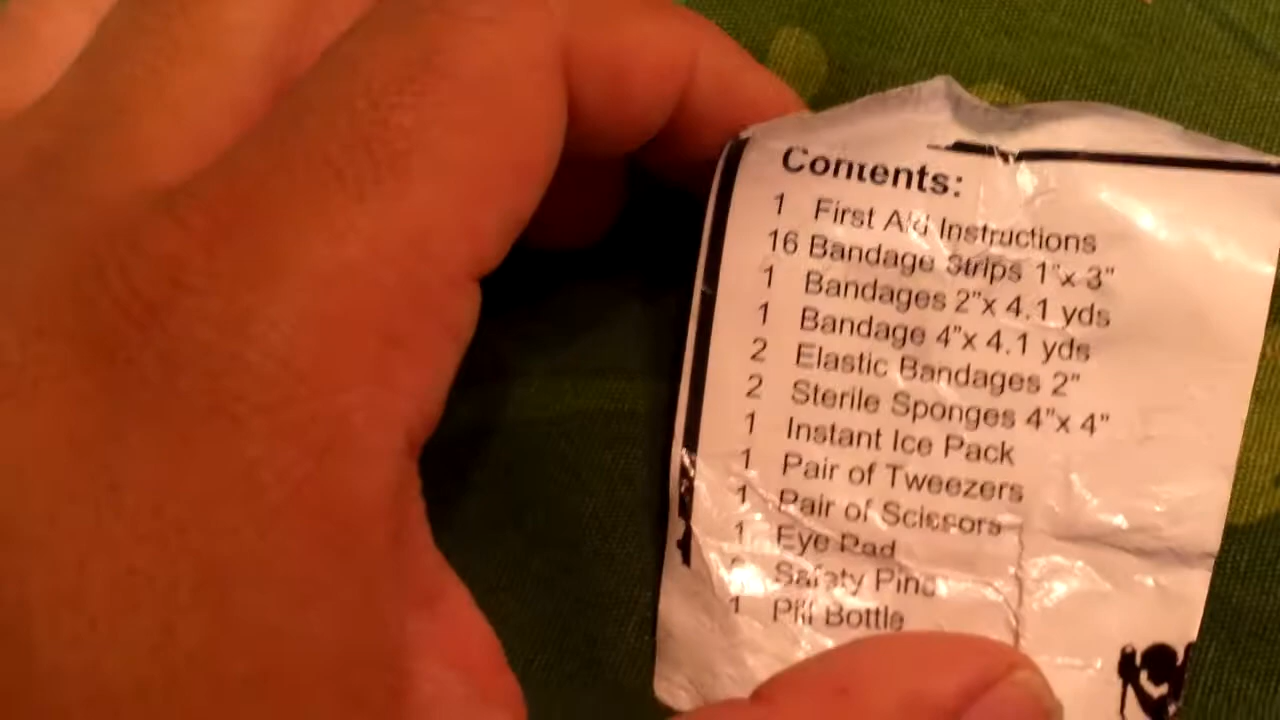 Contents:
1 First Aid Instructions
16 Bandage Strips 1"x 3"
1 Bandages 2"x 4.1 yds
1 Bandage 4"x 4.1 yds
2 Elastic Bandages 2"
2 Sterile Sponges 4"x 4"
1 Instant Ice Pack
1 Pair of Tweezers
1 Pair of Scissors
1 Eye Pad
Safety Pins
1 Pill Bottle